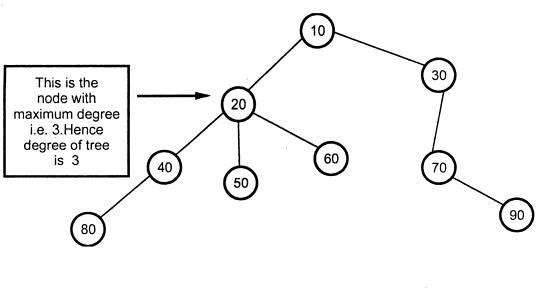 10
30
This is the
node with
maximum degree
i.e. 3.Hence
degree of tree
is 3
20
40
50
60
70
80
90